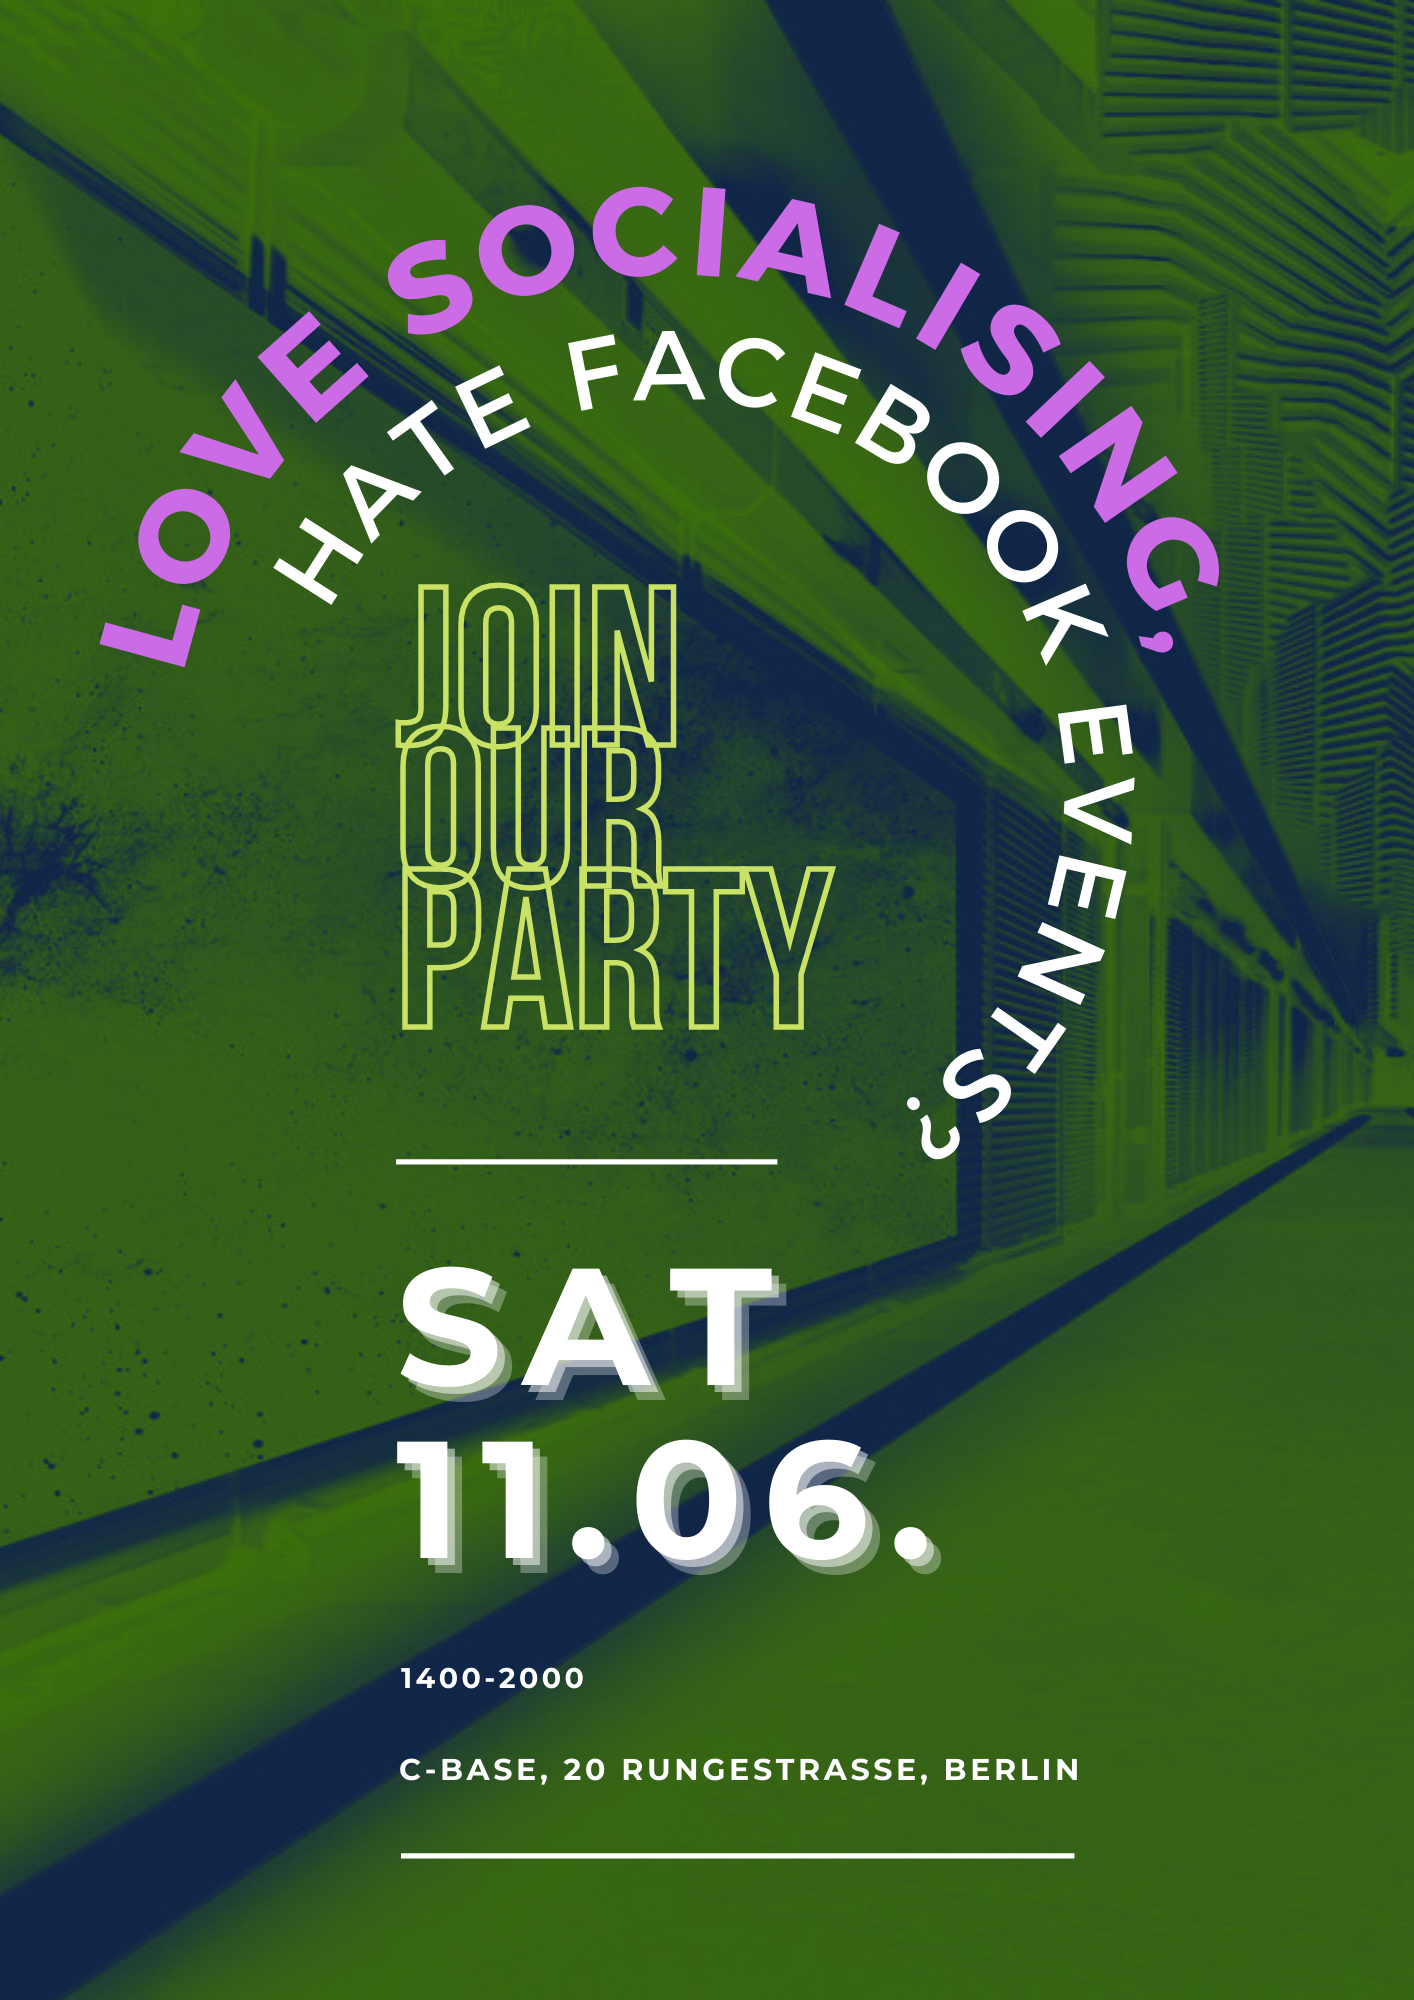 LOVE SOCIALISING,
HATE FACEBOOK EVENTS?
JOIN
OUR
PARTY
SAT
11.06.
1400-2000
C-BASE, 20 RUNGESTRASSE, BERLIN